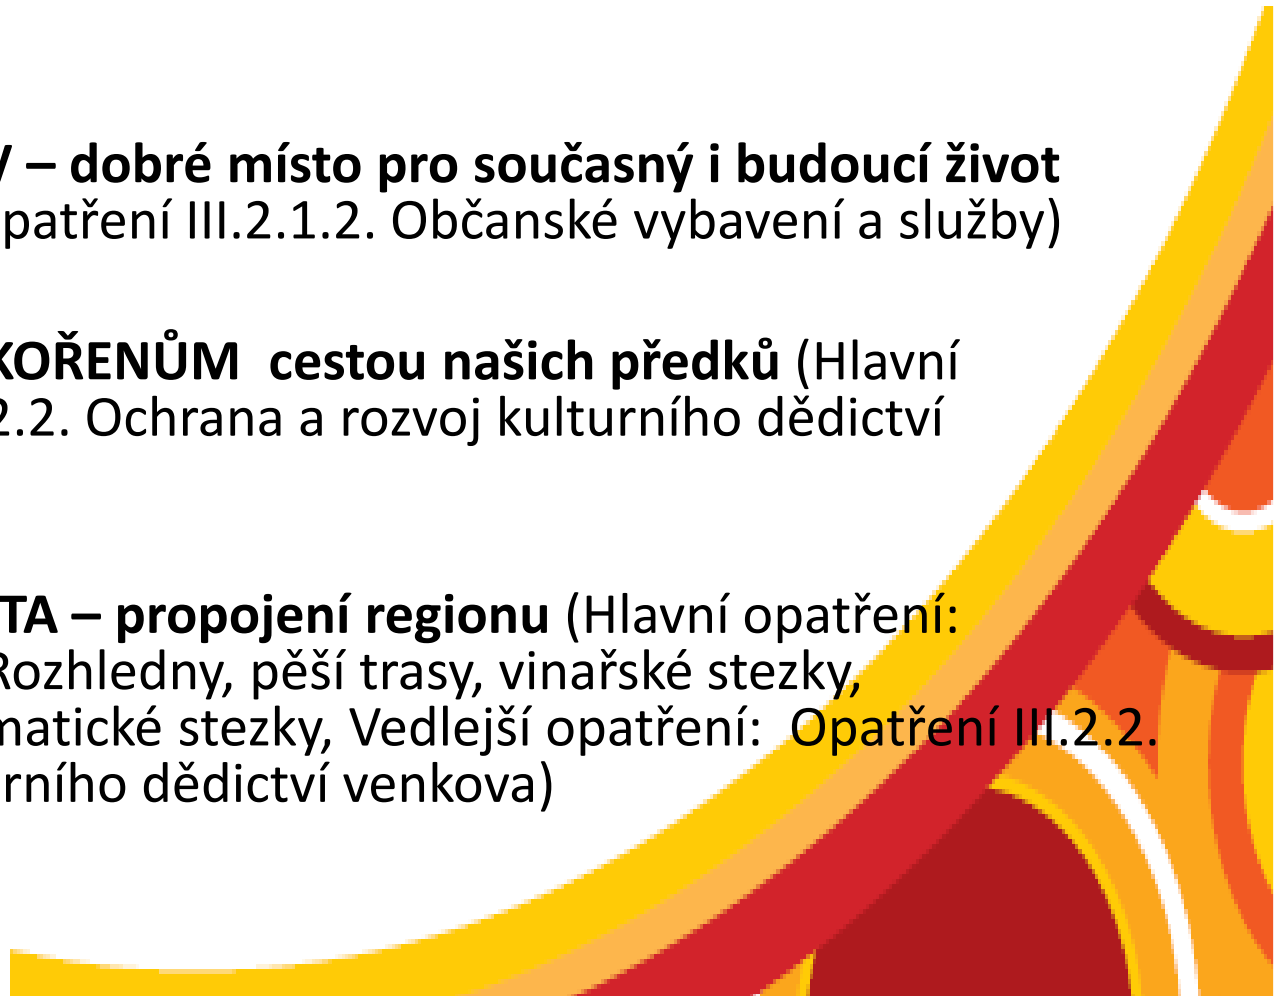 – dobré místo pro současný i budoucí život
patření III.2.1.2. Občanské vybavení a služby)
KOŘENŮM cestou našich předků (Hlavní
2.2. Ochrana a rozvoj kulturního dědictví
TA – propojení regionu (Hlavní opatření:
Rozhledny, pěší trasy, vinařské stezky,
matické stezky, Vedlejší opatření: Opatření III.2.2.
rního dědictví venkova)